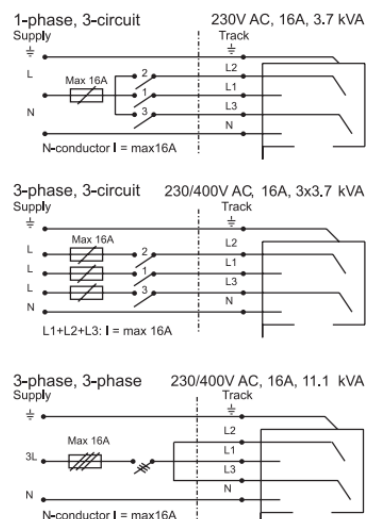 1-phase, 3-circuit 230V AC, 16A, 3.7 kVA
Supply Track
L L2
Max 16A 2
1 L1
3 L3
N N
N-conductor I = max16A
3-phase, 3-circuit 230/400V AC, 16A, 3x3.7 kVA
Supply Track
Max 16A
L 2 L2
L 1 L1
L 3 L3
N N
L1+L2+L3: I = max 16A
3-phase, 3-phase 230/400V AC, 16A, 11.1 kVA
Supply Track
L2
Max 16A
3L L1
L3
N N
N-conductor I = max16A